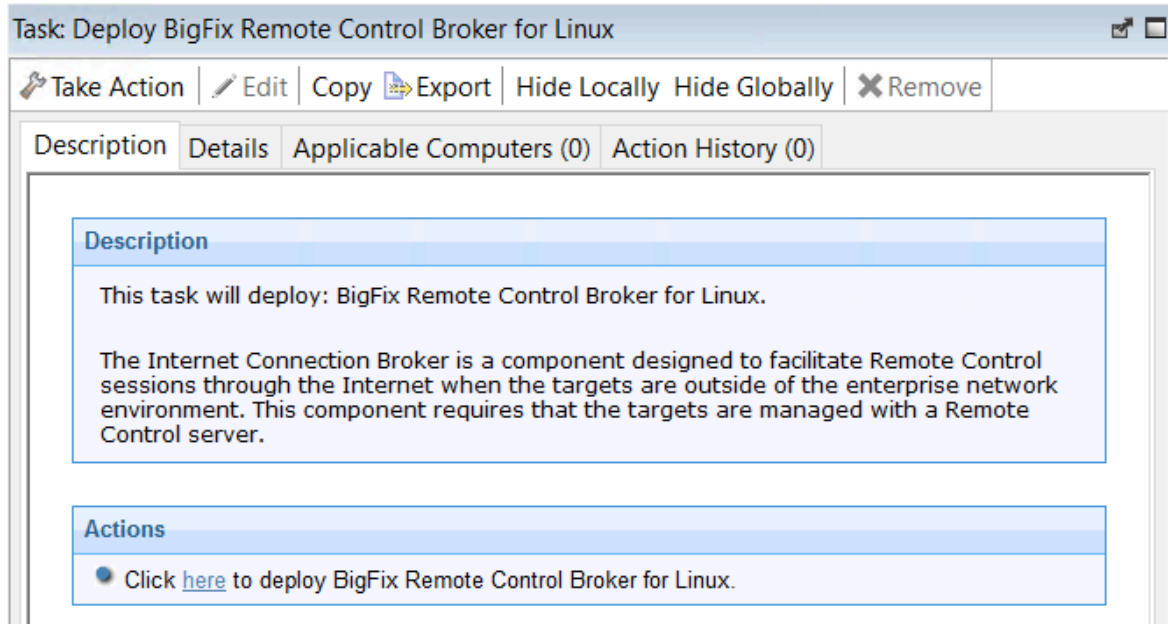 Task: Deploy BigFix Remote Control Broker for Linux
Take Action Edit Copy Export Hide Locally Hide Globally Remove
Description Details Applicable Computers (0) Action History (0)
Description
This task will deploy: BigFix Remote Control Broker for Linux.
The Internet Connection Broker is a component designed to facilitate Remote Control
sessions through the Internet when the targets are outside of the enterprise network
environment. This component requires that the targets are managed with a Remote
Control server.
Actions
Click here to deploy BigFix Remote Control Broker for Linux.